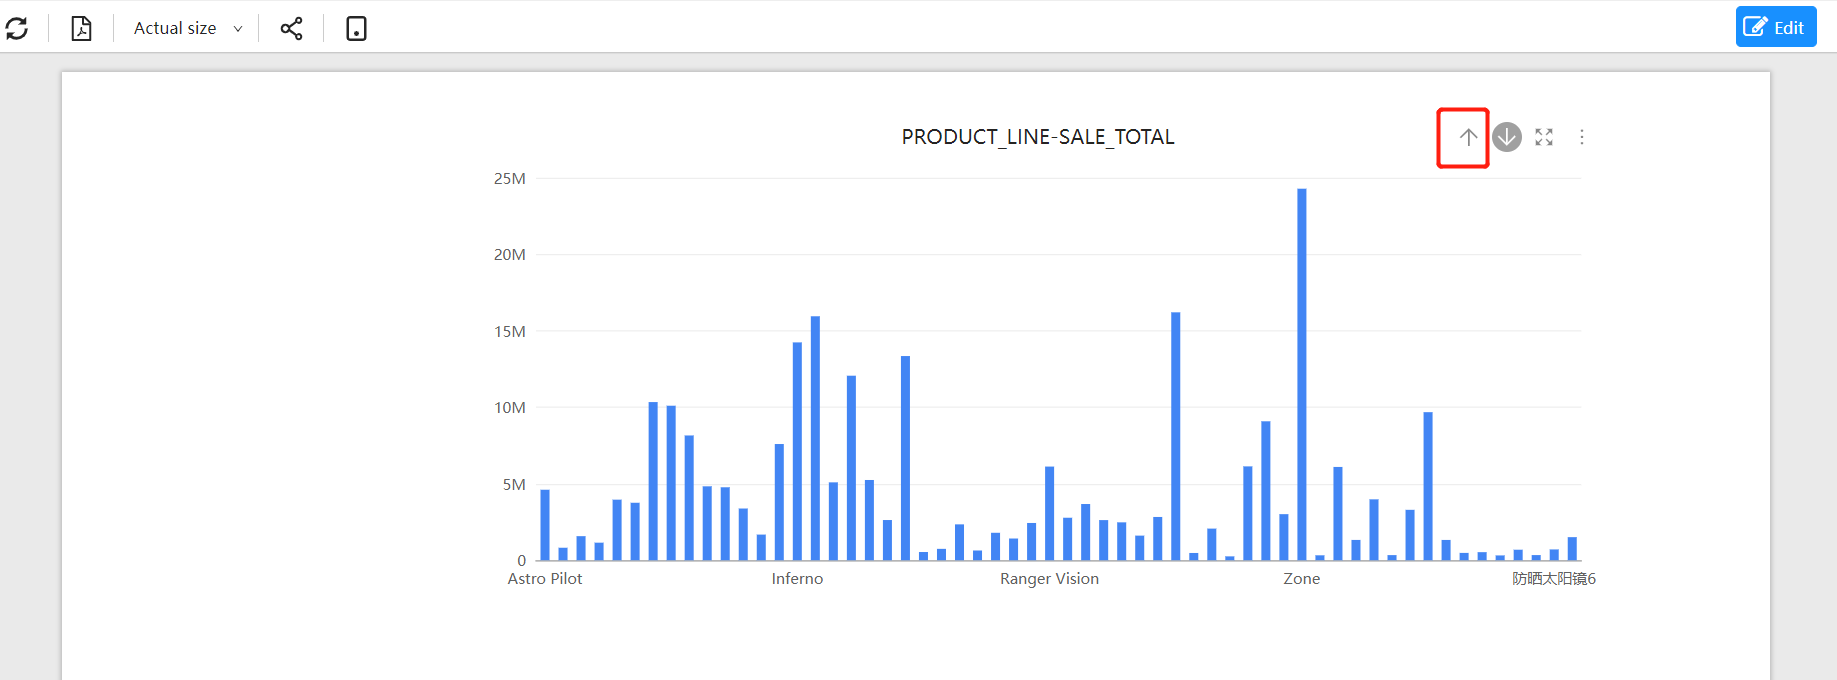 Actual size
Edit
PRODUCT_LINE-SALE_TOTAL
25M
20M
15M
10M
5M
0
Astro Pilot Inferno Ranger Vision Zone 防晒太阳镜6